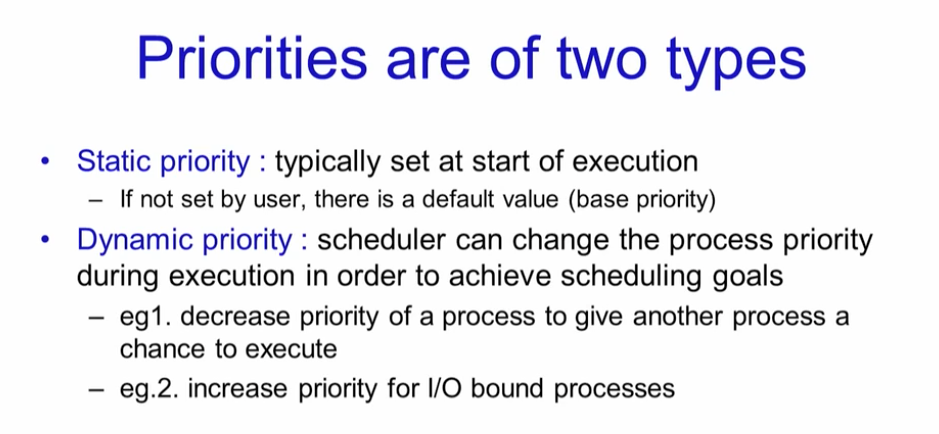 Priorities are of two types
• Static priority : typically set at start of execution
– If not set by user, there is a default value (base priority)
• Dynamic priority : scheduler can change the process priority
during execution in order to achieve scheduling goals
– eg1. decrease priority of a process to give another process a
chance to execute
– eg.2. increase priority for I/O bound processes